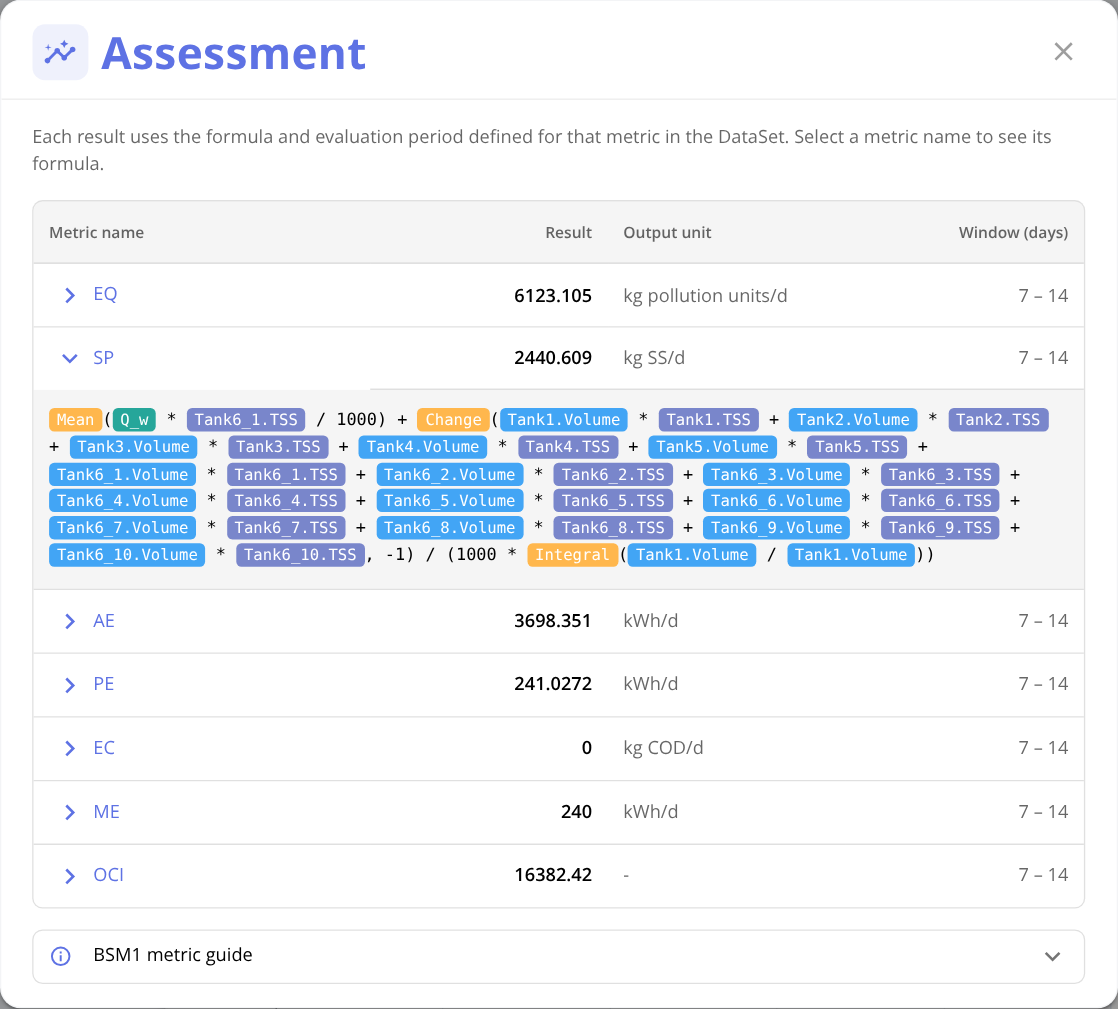 Assessment
Each result uses the formula and evaluation period defined for that metric in the DataSet. Select a metric name to see its
formula.
Metric name Result Output unit Window (days)
EQ 6123.105 kg pollution units/d 7 – 14
SP 2440.609 kg SS/d 7 – 14
Mean(Q_w * Tank6_1.TSS / 1000) + Change(Tank1.Volume * Tank1.TSS + Tank2.Volume * Tank2.TSS
+ Tank3.Volume * Tank3.TSS + Tank4.Volume * Tank4.TSS + Tank5.Volume * Tank5.TSS +
Tank6_1.Volume * Tank6_1.TSS + Tank6_2.Volume * Tank6_2.TSS + Tank6_3.Volume * Tank6_3.TSS +
Tank6_4.Volume * Tank6_4.TSS + Tank6_5.Volume * Tank6_5.TSS + Tank6_6.Volume * Tank6_6.TSS +
Tank6_7.Volume * Tank6_7.TSS + Tank6_8.Volume * Tank6_8.TSS + Tank6_9.Volume * Tank6_9.TSS +
Tank6_10.Volume * Tank6_10.TSS, -1) / (1000 * Integral(Tank1.Volume / Tank1.Volume))
AE 3698.351 kWh/d 7 – 14
PE 241.0272 kWh/d 7 – 14
EC 0 kg COD/d 7 – 14
ME 240 kWh/d 7 – 14
OCI 16382.42 - 7 – 14
BSM1 metric guide